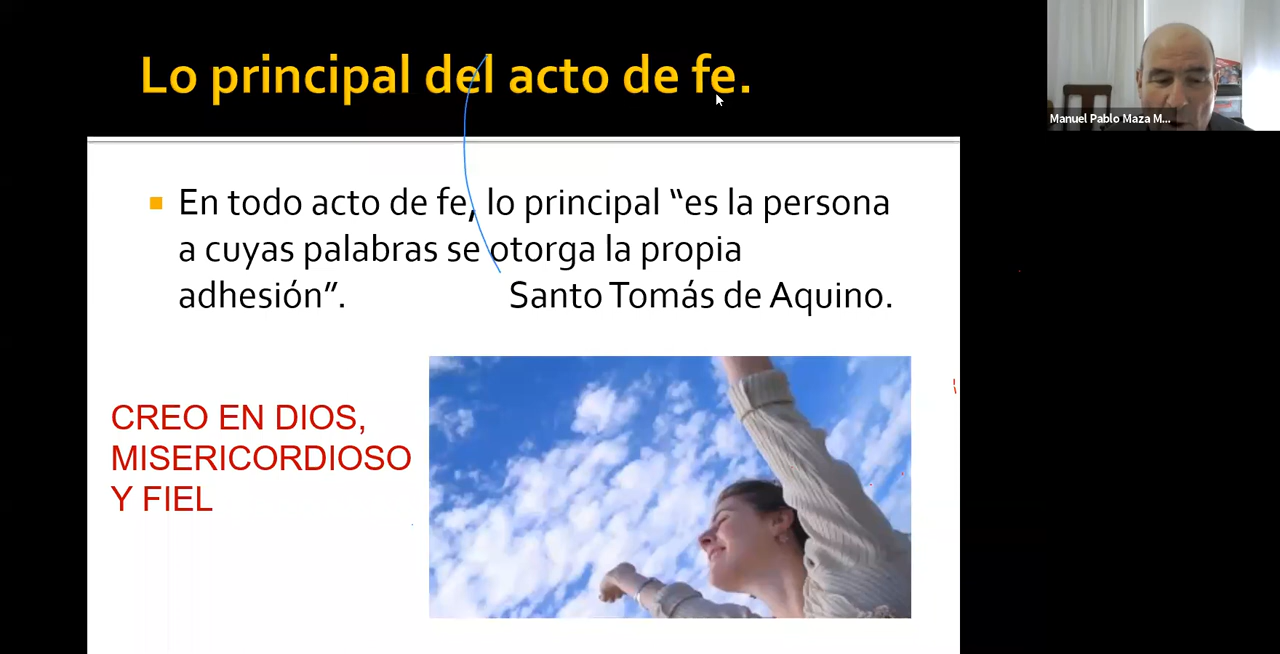 Lo principal del acto de fe.
Manuel Pablo Maza M...
En todo acto de fe, lo principal “es la persona
a cuyas palabras se otorga la propia
adhesión”. Santo Tomás de Aquino.
CREO EN DIOS,
MISERICORDIOSO
Y FIEL